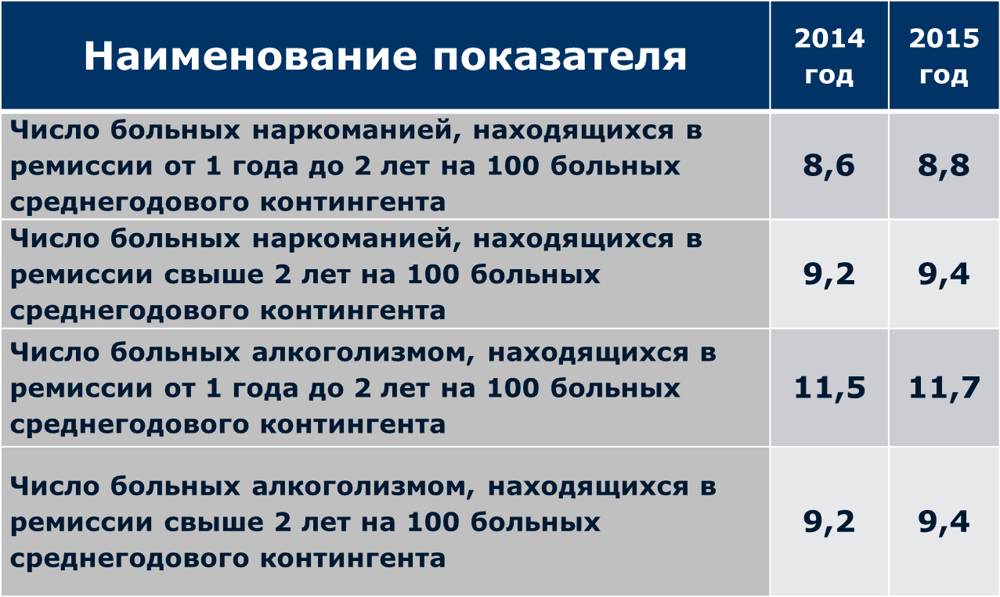 Наименование показателя
2014 год
2015 год
Число больных наркоманией, находящихся в
ремиссии от 1 года до 2 лет на 100 больных
среднегодового контингента
8,6
8,8
Число больных наркоманией, находящихся в
ремиссии свыше 2 лет на 100 больных
среднегодового контингента
9,2
9,4
Число больных алкоголизмом, находящихся в
ремиссии от 1 года до 2 лет на 100 больных
среднегодового контингента
11,5
11,7
Число больных алкоголизмом, находящихся в
ремиссии свыше 2 лет на 100 больных
среднегодового контингента
9,2
9,4